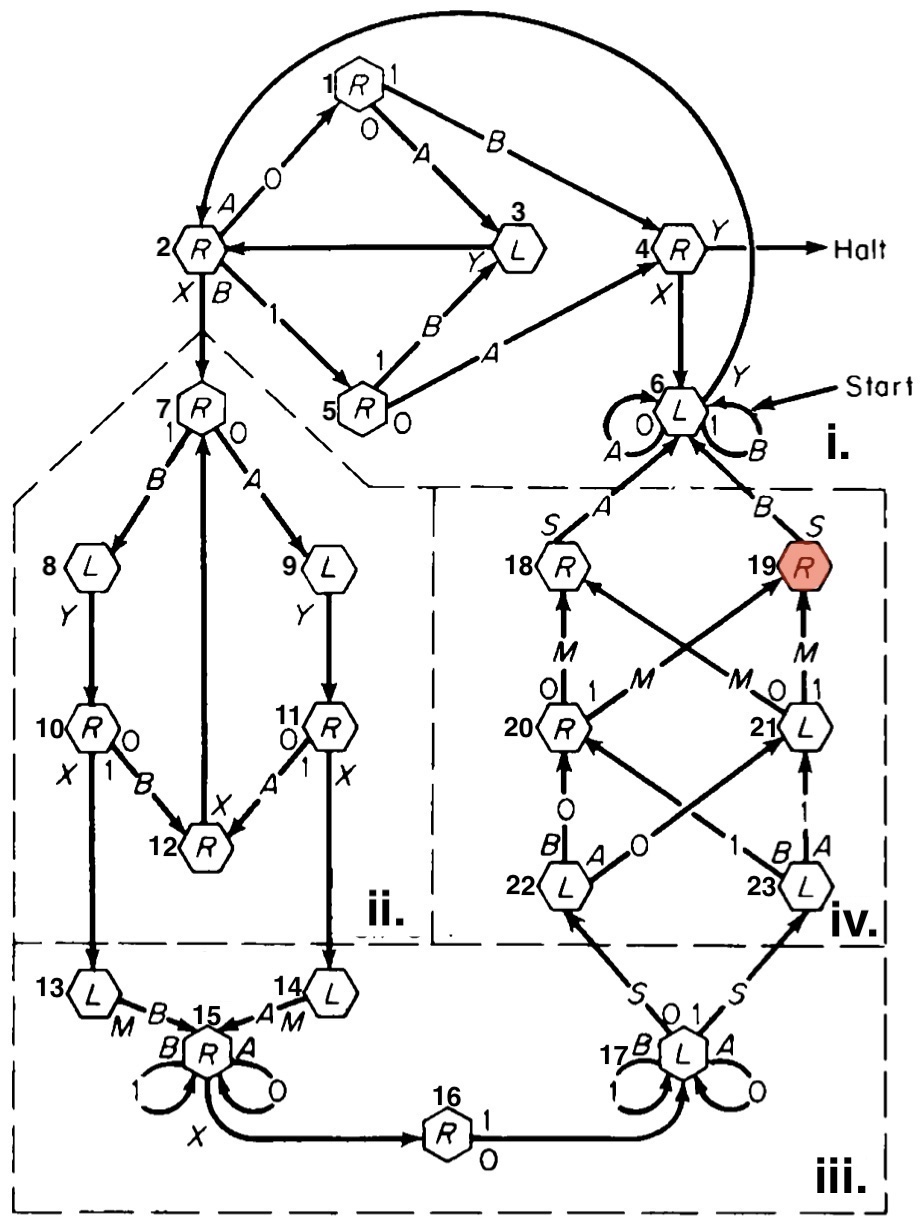 1 R 1
0
B
A
0
A
3
2 R
Y L
4 R Y Halt
X B
X
1
B
1
A
6
Y Start
7 R
5 R 0
0 L 1
1 0
A B
i.
B A
A B
S S
8 L
9 L
18 R
19 R
Y Y
M M M M
0 1 0 1
10 R 0
11 R
20 R
21 L
0
X 1
1 X
B A
0 1
X
0 1
12 R
B A B A
22 L
23 L
ii.
iv.
13 L
14 L
S S
M B A M
15
0 1
B R A
17 B L A
1 0
1 0
16
X
R 1
0
iii.